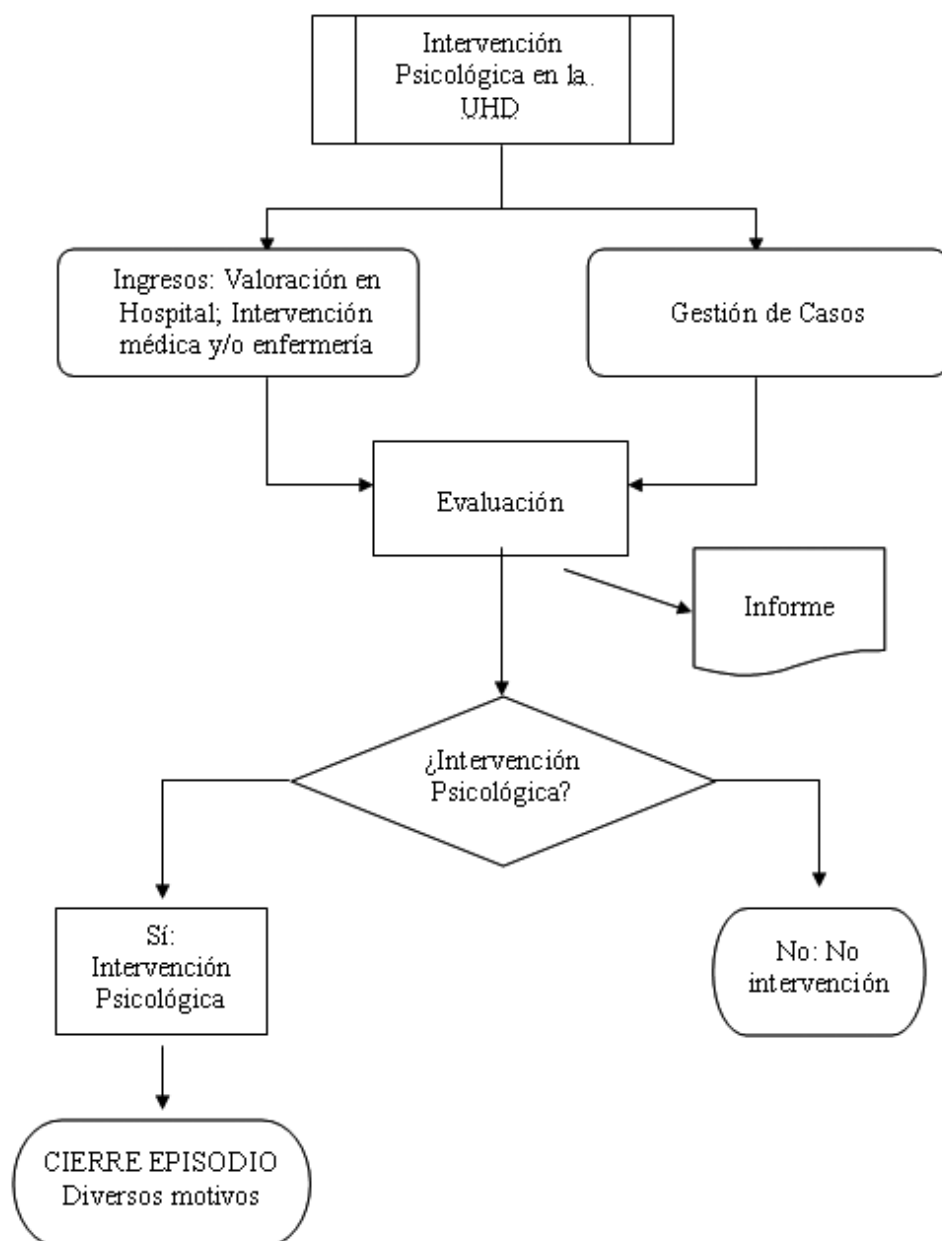 Intervención
Psicológica en la.
UHD
Ingresos: Valoración en
Hospital; Intervención
médica y/o enfermería
Gestión de Casos
Evaluación
Informe
¿Intervención
Psicológica?
Sí:
Intervención
Psicológica
No: No
intervención
CIERRE EPISODIO
Diversos motivos